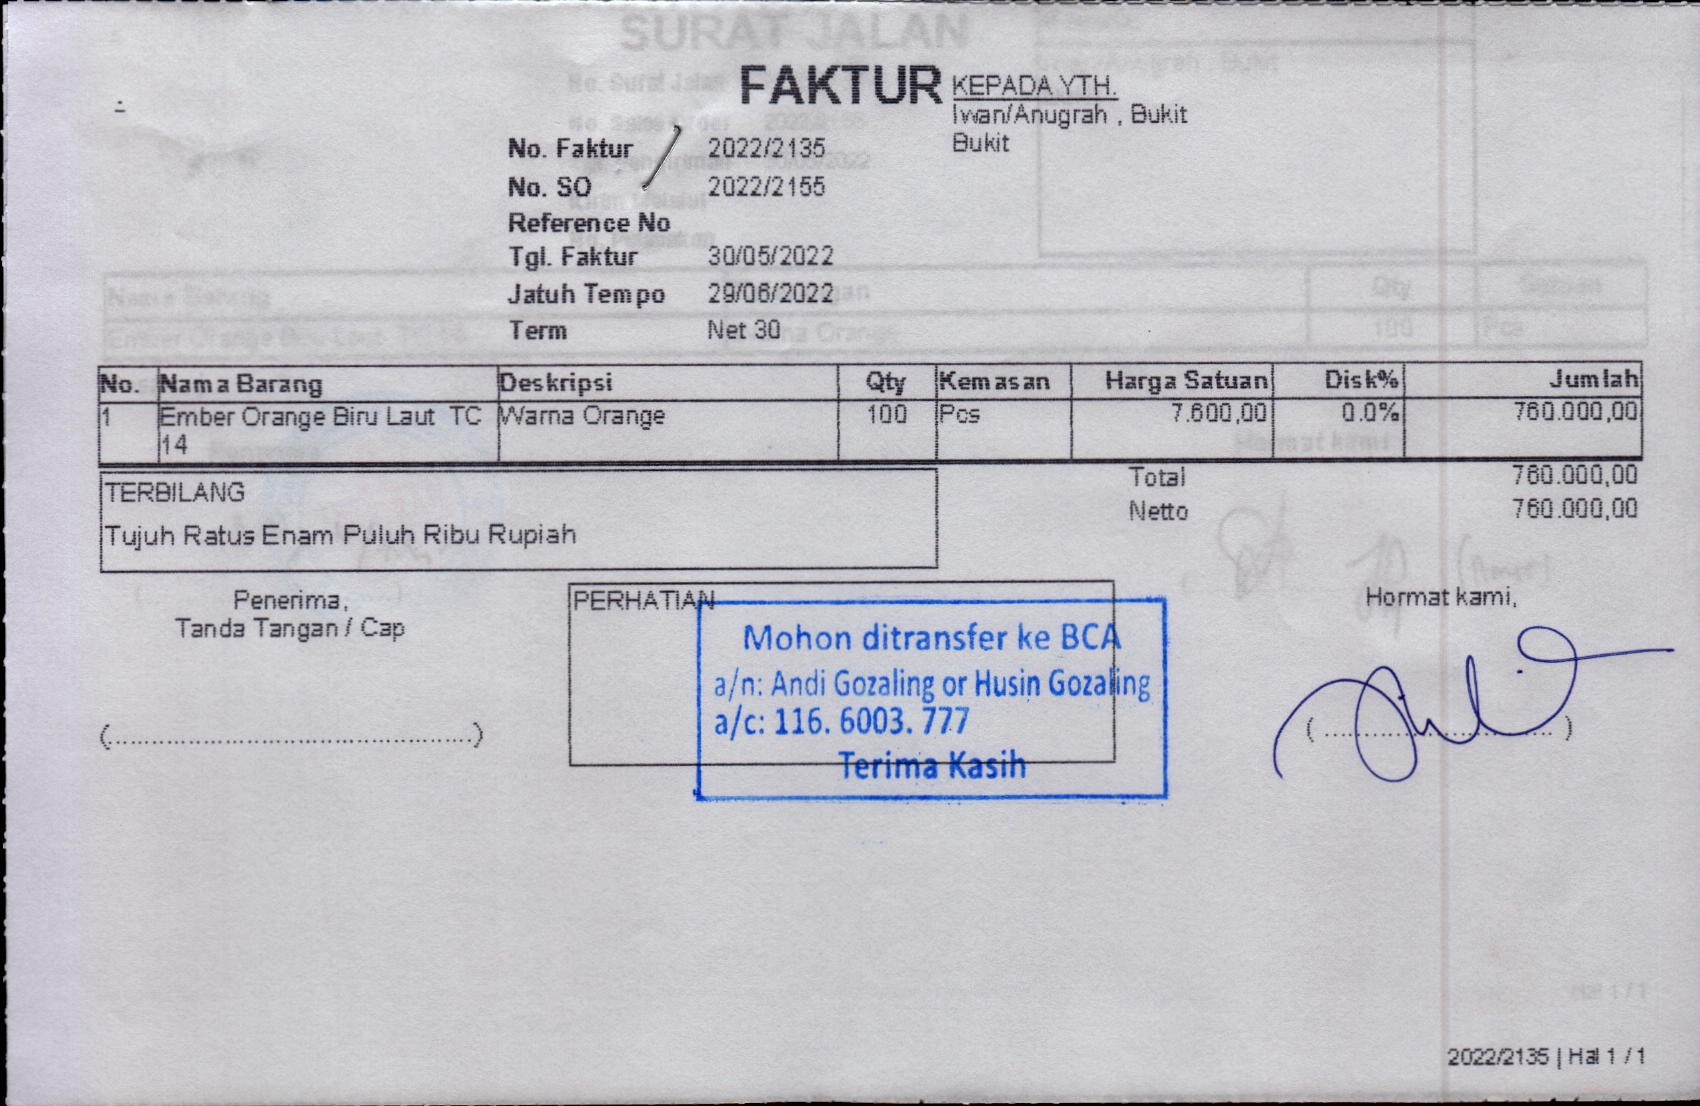 SURAT JALAN
FAKTUR
KEPADA YTH.
Iwan/Anugrah , Bukit
Bukit
No. Faktur 2022/2135
No. SO 2022/2155
Reference No
Tgl. Faktur 30/05/2022
Jatuh Tempo 29/06/2022
Term Net 30
No. Nama Barang Deskripsi Qty Kemasan Harga Satuan Disk% Jumlah
1 Ember Orange Biru Laut TC 14 Warna Orange 100 Pcs 7.600,00 0.0% 760.000,00
Total 760.000,00
Netto 760.000,00
TERBILANG
Tujuh Ratus Enam Puluh Ribu Rupiah
Penerima,
Tanda Tangan / Cap
(................................................)
PERHATIAN
Mohon ditransfer ke BCA
a/n: Andi Gozaling or Husin Gozaling
a/c: 116. 6003. 777
Terima Kasih
Hormat kami,
(..............................)
2022/2135 | Hal 1 / 1